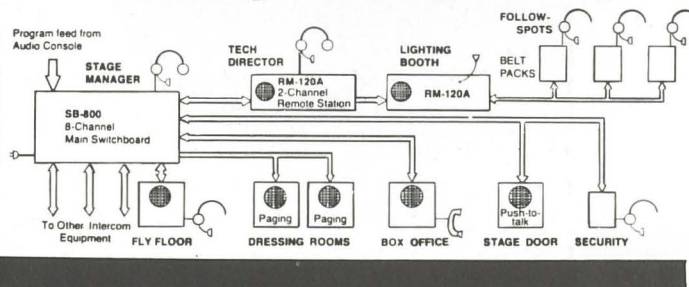 Program feed from
Audio Console
STAGE
MANAGER
SB-800
8-Channel
Main Switchboard
To Other Intercom
Equipment
TECH
DIRECTOR
RM-120A
2-Channel
Remote Station
LIGHTING
BOOTH
RM-120A
FOLLOW-
SPOTS
BELT
PACKS
FLY FLOOR
Paging
Paging
DRESSING ROOMS
BOX OFFICE
Push-to-
talk
STAGE DOOR
SECURITY